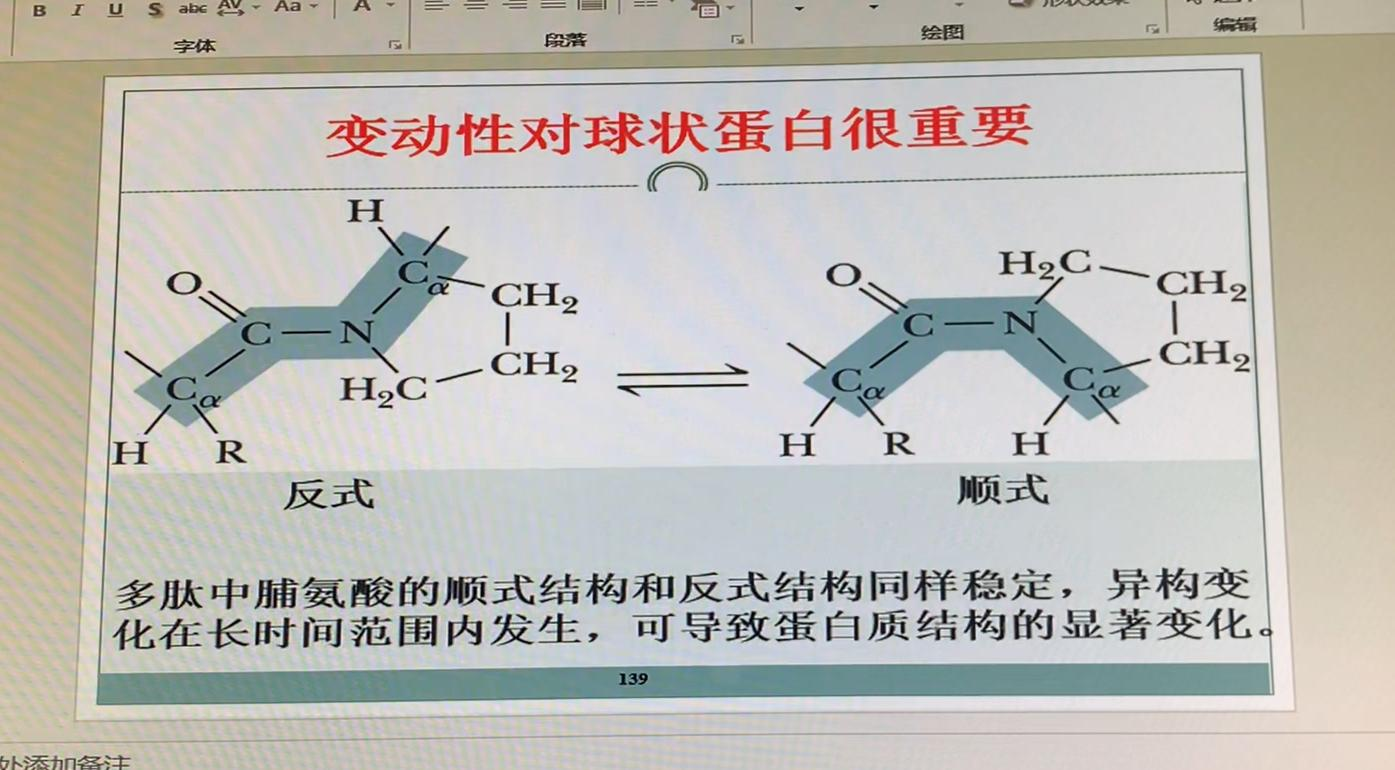 B I U S abc AV Aa A
字体 段落 绘图 编辑
变动性对球状蛋白很重要
H
O Cα CH₂
C N
Cα H₂C CH₂
H R
反式
O H₂C CH₂
C N
Cα Cα CH₂
H R H
顺式
多肽中脯氨酸的顺式结构和反式结构同样稳定，异构变
化在长时间范围内发生，可导致蛋白质结构的显著变化。
139
处添加备注